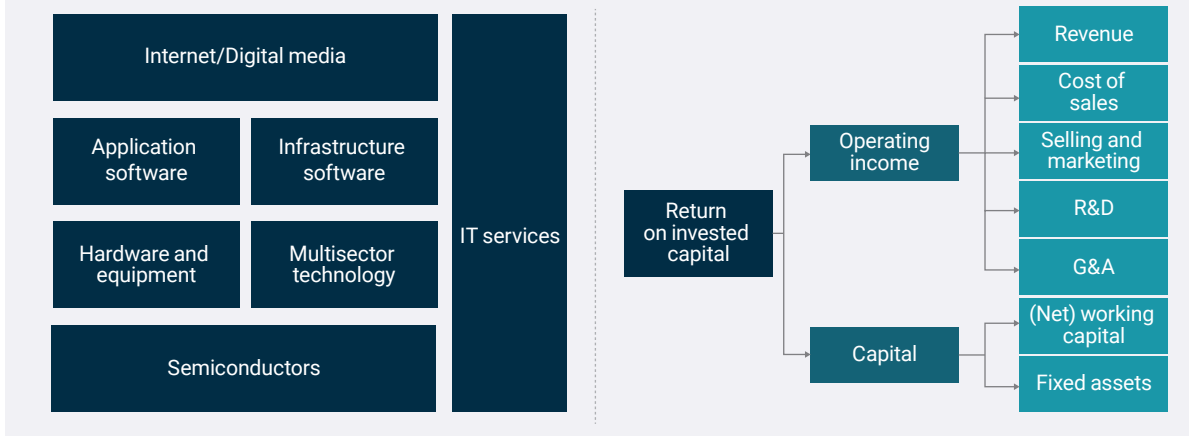 Internet/Digital media
Application
software
Infrastructure
software
Hardware and
equipment
Multisector
technology
Semiconductors
IT services
Return
on invested
capital
Operating
income
Capital
Revenue
Cost of
sales
Selling and
marketing
R&D
G&A
(Net) working
capital
Fixed assets